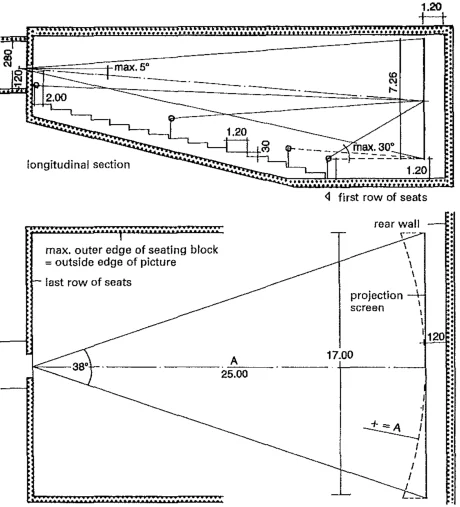 1.20
280
120
max. 5°
2.00
7.26
1.20
30
max. 30°
1.20
longitudinal section
first row of seats
rear wall
max. outer edge of seating block
= outside edge of picture
last row of seats
projection
screen
120
38°
A
25.00
17.00
+ = A